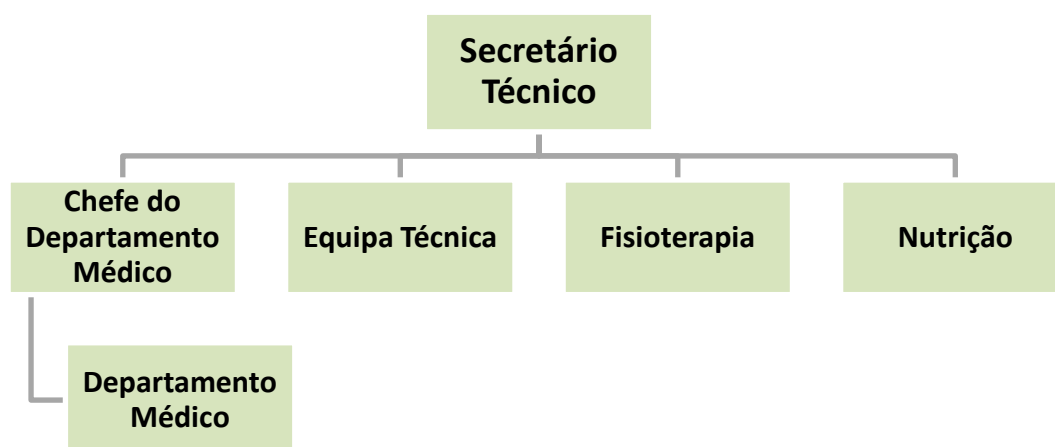 Secretário
Técnico
Chefe do
Departamento
Médico
Equipa Técnica
Fisioterapia
Nutrição
Departamento
Médico